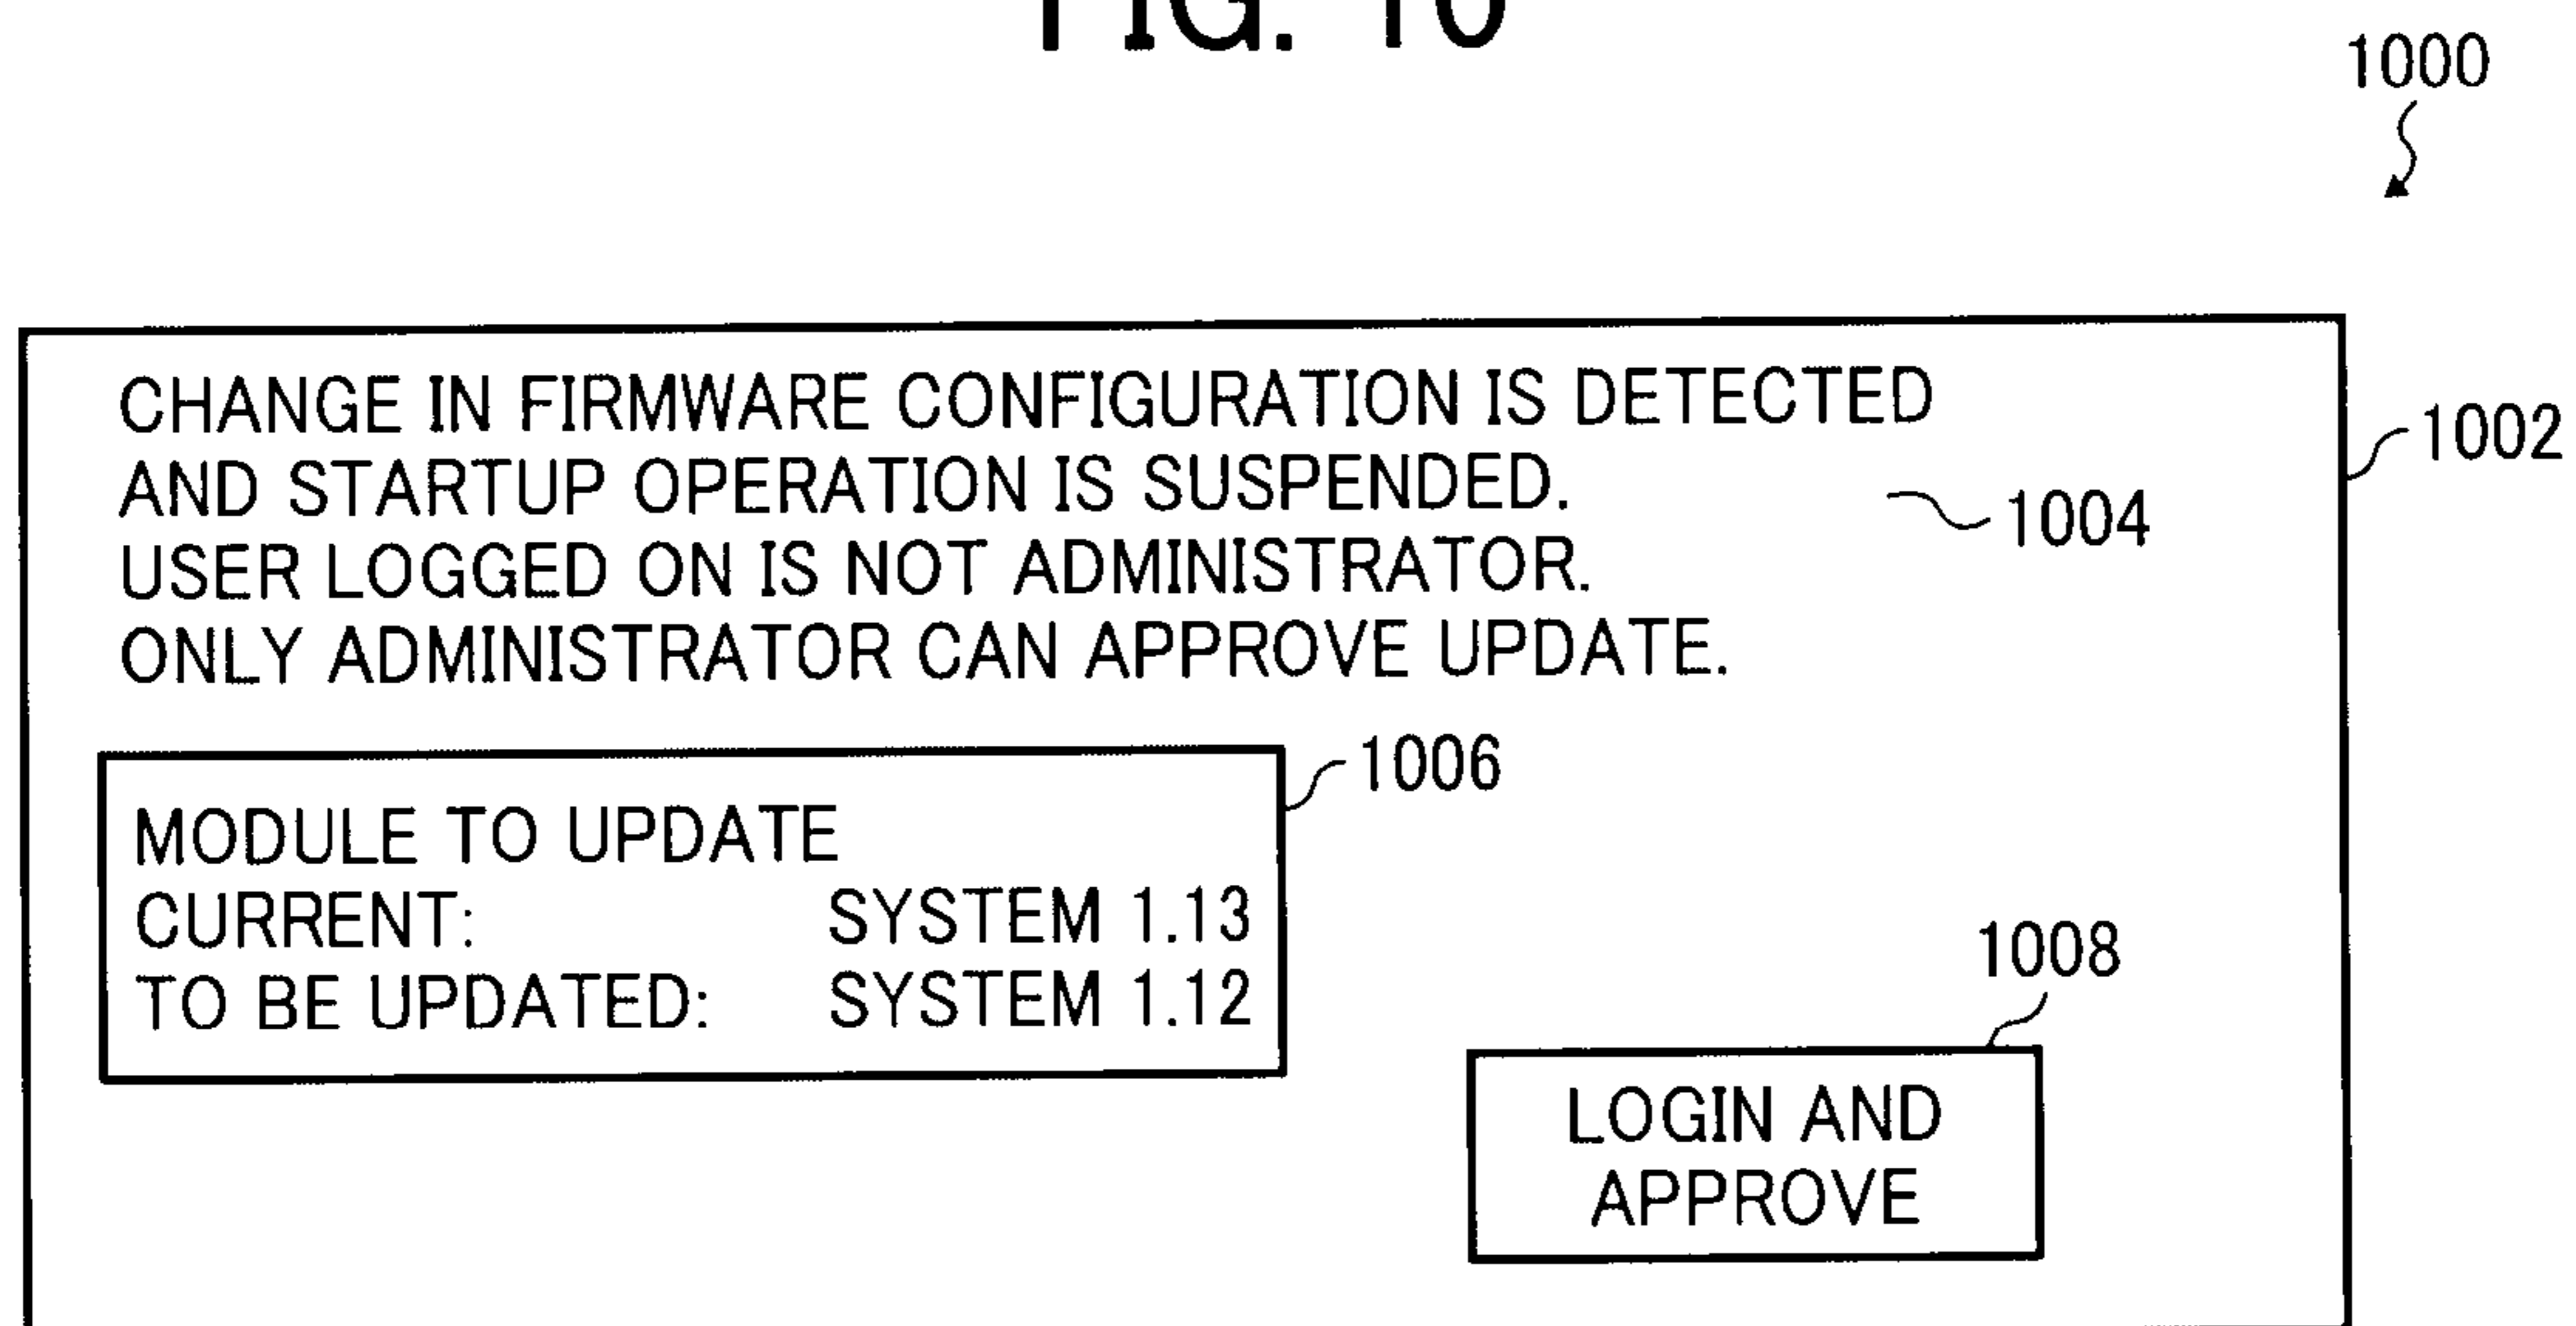 FIG. 10
1000
CHANGE IN FIRMWARE CONFIGURATION IS DETECTED
AND STARTUP OPERATION IS SUSPENDED.
USER LOGGED ON IS NOT ADMINISTRATOR.
ONLY ADMINISTRATOR CAN APPROVE UPDATE.
1002
1004
1006
MODULE TO UPDATE
CURRENT: SYSTEM 1.13
TO BE UPDATED: SYSTEM 1.12
1008
LOGIN AND
APPROVE